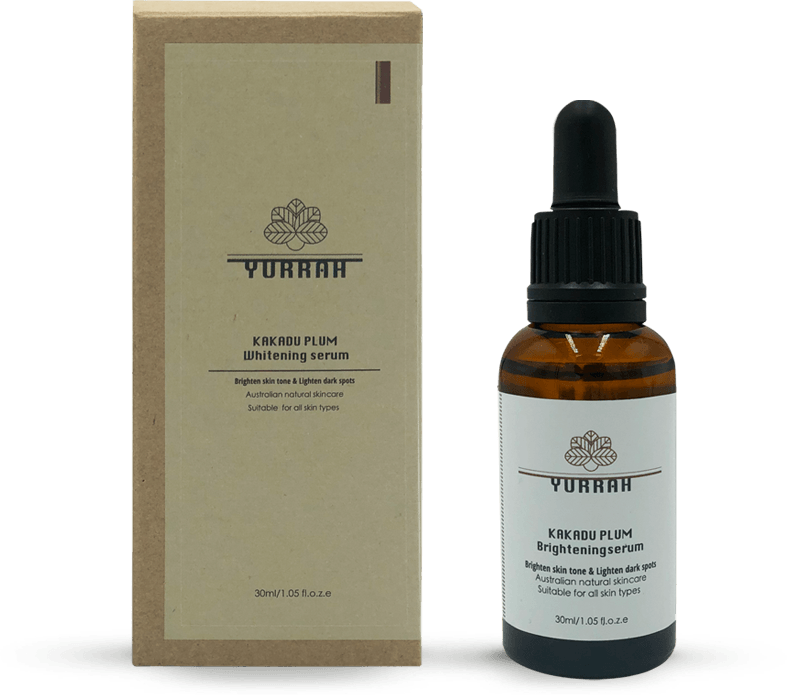 YURRAH
KAKADU PLUM
Whitening serum
Brighten skin tone & Lighten dark spots
Australian natural skincare
Suitable for all skin types
30ml/1.05 fl.o.z.e
YURRAH
KAKADU PLUM
Brighteningserum
Brighten skin tone & Lighten dark spots
Australian natural skincare
Suitable for all skin types
30ml/1.05 fl.o.z.e